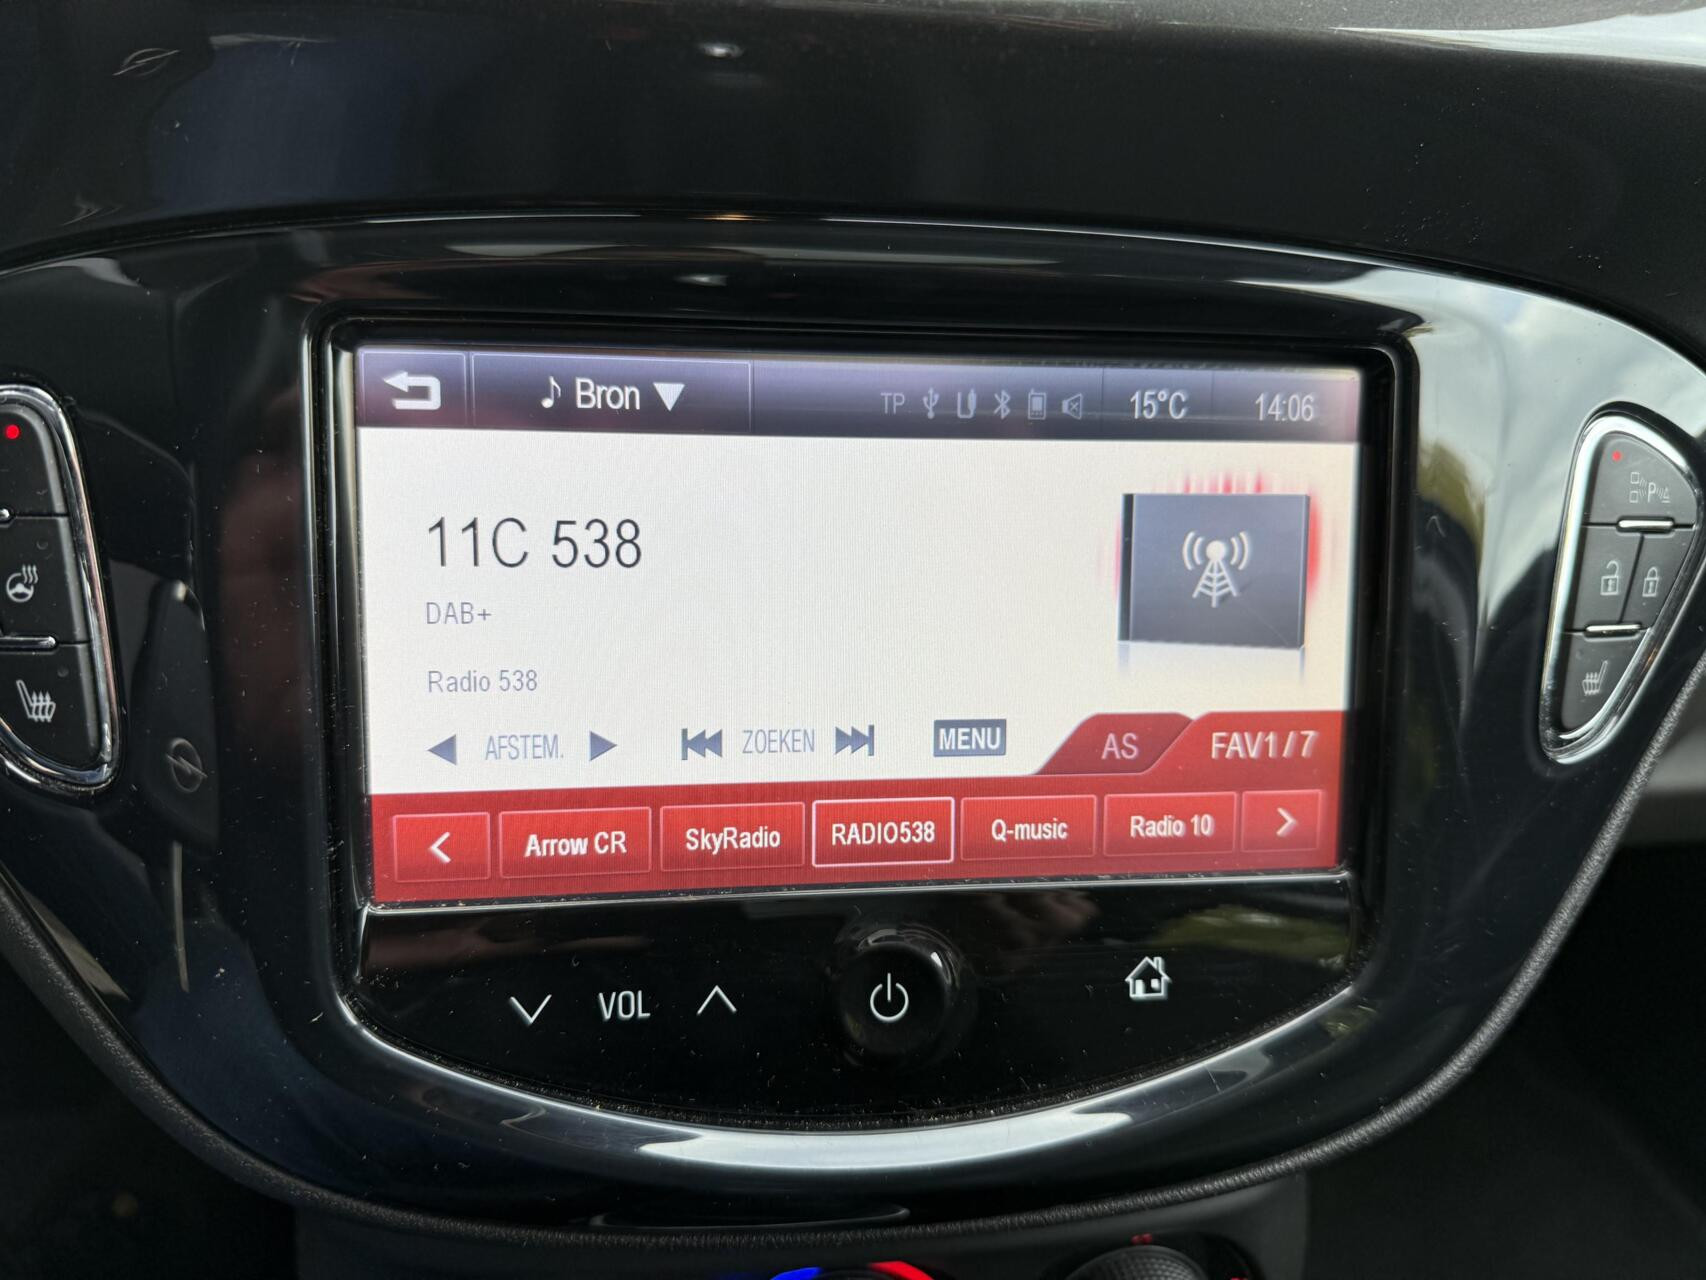 Bron TP 15°C 14:06
11C 538
DAB+
Radio 538
AFSTEM. ZOEKEN MENU AS FAV1/7
< Arrow CR SkyRadio RADIO538 Q-music Radio 10 >
VOL
P